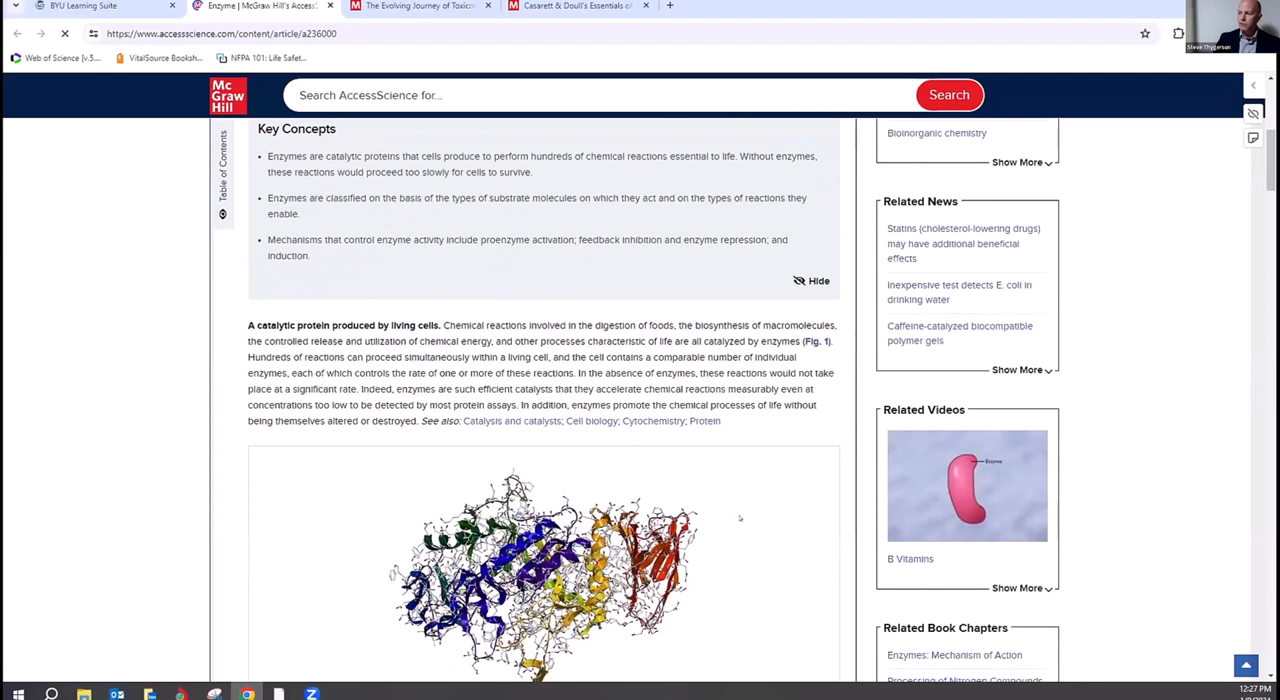 BYU Learning Suite
Enzyme | McGraw Hill's AccessS
The Evolving Journey of Toxico
Casarett & Doull's Essentials of
https://www.accessscience.com/content/article/a236000
Steve Thygerson
Web of Science [v.5....
VitalSource Booksh...
NFPA 101: Life Safet...
Mc
Graw
Hill
Search AccessScience for...
Search
Table of Contents
Key Concepts
• Enzymes are catalytic proteins that cells produce to perform hundreds of chemical reactions essential to life. Without enzymes,
these reactions would proceed too slowly for cells to survive.
• Enzymes are classified on the basis of the types of substrate molecules on which they act and on the types of reactions they
enable.
• Mechanisms that control enzyme activity include proenzyme activation; feedback inhibition and enzyme repression; and
induction.
Hide
A catalytic protein produced by living cells. Chemical reactions involved in the digestion of foods, the biosynthesis of macromolecules,
the controlled release and utilization of chemical energy, and other processes characteristic of life are all catalyzed by enzymes (Fig. 1).
Hundreds of reactions can proceed simultaneously within a living cell, and the cell contains a comparable number of individual
enzymes, each of which controls the rate of one or more of these reactions. In the absence of enzymes, these reactions would not take
place at a significant rate. Indeed, enzymes are such efficient catalysts that they accelerate chemical reactions measurably even at
concentrations too low to be detected by most protein assays. In addition, enzymes promote the chemical processes of life without
being themselves altered or destroyed. See also: Catalysis and catalysts; Cell biology; Cytochemistry; Protein
Bioinorganic chemistry
Show More
Related News
Statins (cholesterol-lowering drugs)
may have additional beneficial
effects
Inexpensive test detects E. coli in
drinking water
Caffeine-catalyzed biocompatible
polymer gels
Show More
Related Videos
Enzyme
B Vitamins
Show More
Related Book Chapters
Enzymes: Mechanism of Action
Processing of Nitrogen Compounds
12:27 PM